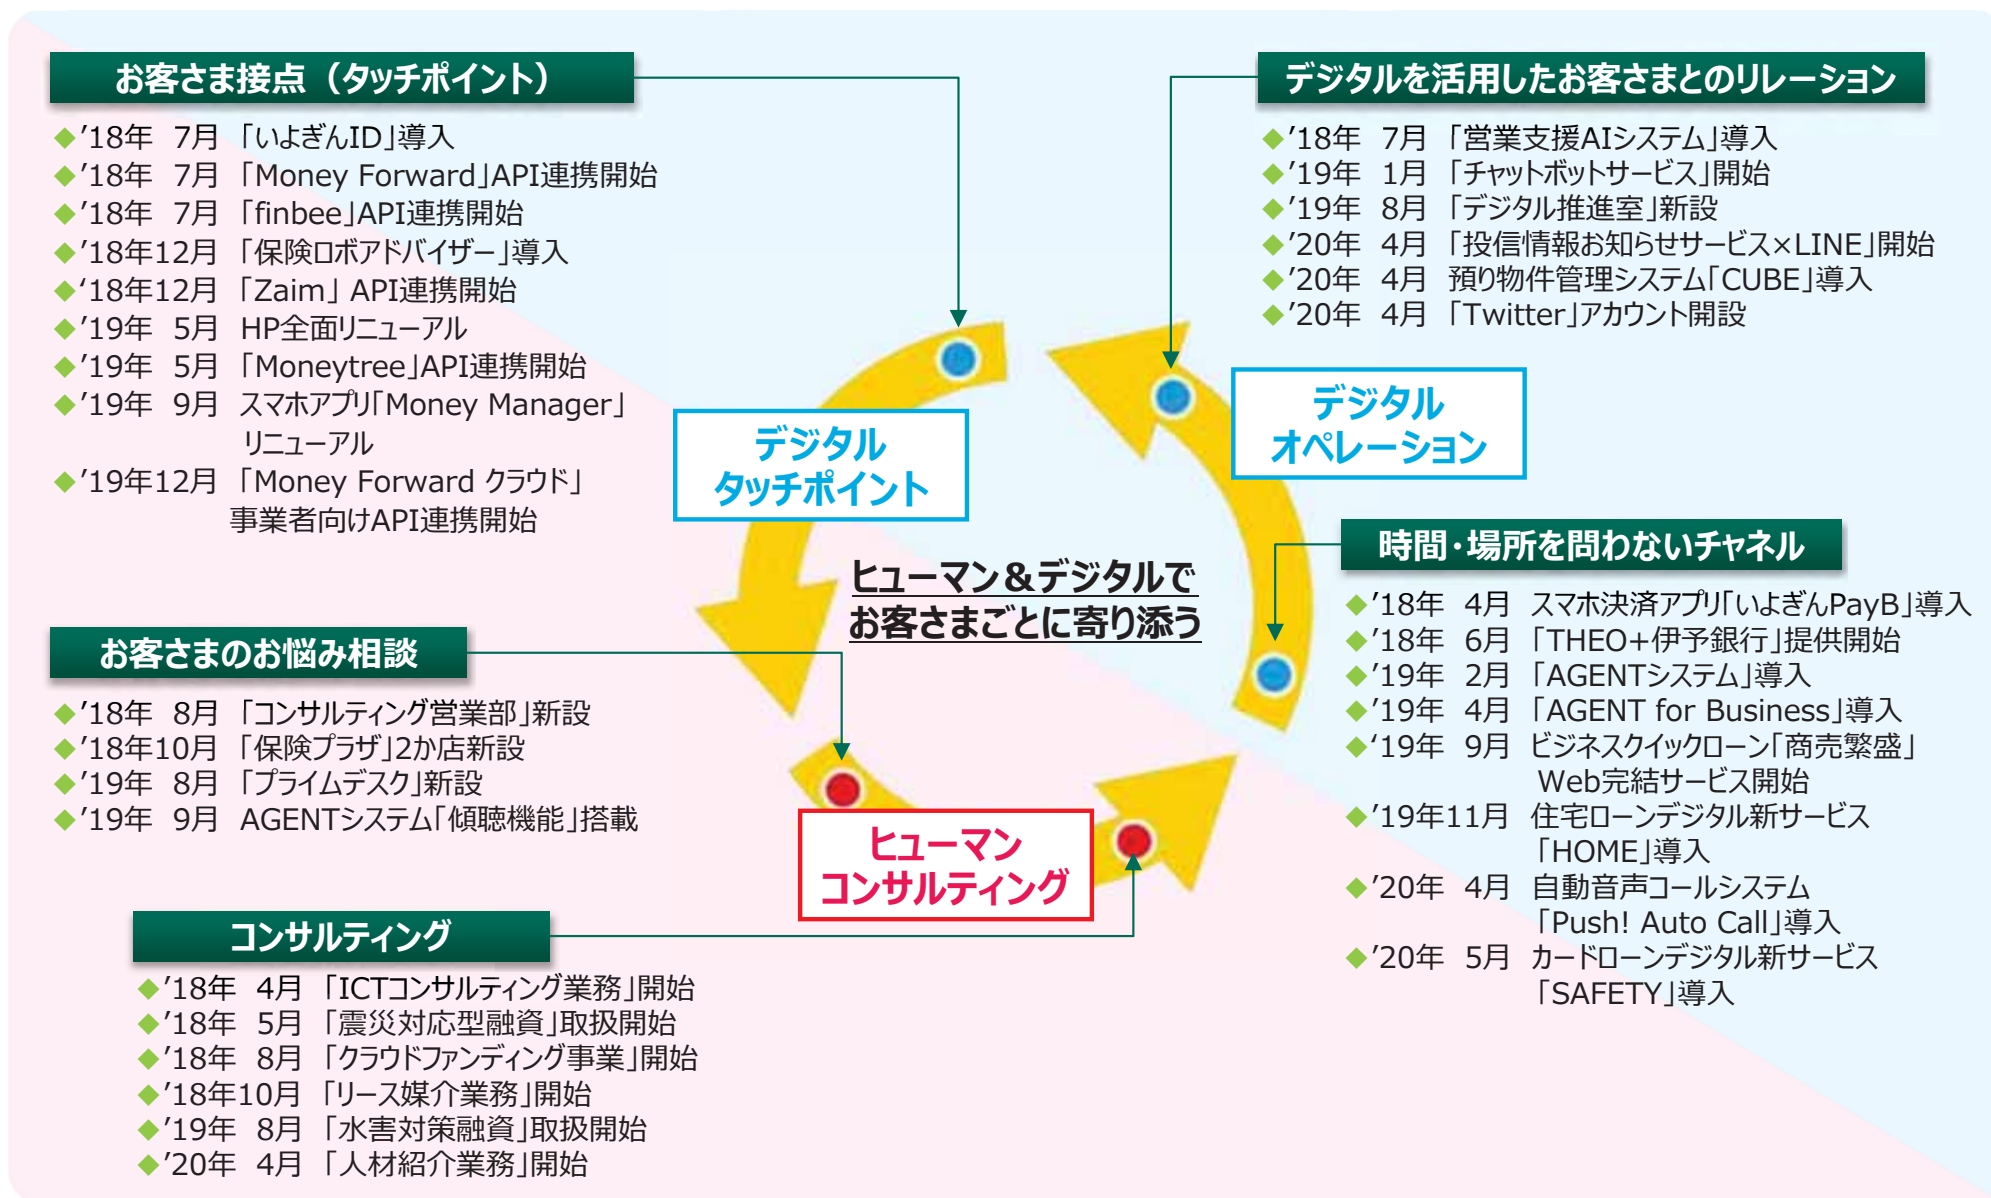 お客さま接点（タッチポイント）
◆’18年 7月 「いよぎんID」導入
◆’18年 7月 「Money Forward」API連携開始
◆’18年 7月 「finbee」API連携開始
◆’18年12月 「保険ロボアドバイザー」導入
◆‘18年12月 「Zaim」 API連携開始
◆’19年 5月 HP全面リニューアル
◆’19年 5月 「Moneytree」API連携開始
◆’19年 9月 スマホアプリ「Money Manager」
リニューアル
◆’19年12月 「Money Forward クラウド」
事業者向けAPI連携開始
デジタルを活用したお客さまとのリレーション
◆’18年 7月 「営業支援AIシステム」導入
◆’19年 1月 「チャットボットサービス」開始
◆’19年 8月 「デジタル推進室」新設
◆’20年 4月 「投信情報お知らせサービス×LINE」開始
◆’20年 4月 預り物件管理システム「CUBE」導入
◆’20年 4月 「Twitter」アカウント開設
デジタル
タッチポイント
デジタル
オペレーション
ヒューマン＆デジタルで
お客さまごとに寄り添う
時間・場所を問わないチャネル
◆’18年 4月 スマホ決済アプリ「いよぎんPayB」導入
◆’18年 6月 「THEO+伊予銀行」提供開始
◆’19年 2月 「AGENTシステム」導入
◆’19年 4月 「AGENT for Business」導入
◆‘19年 9月 ビジネスクイックローン「商売繁盛」
Web完結サービス開始
◆’19年11月 住宅ローンデジタル新サービス
「HOME」導入
◆’20年 4月 自動音声コールシステム
「Push! Auto Call」導入
◆’20年 5月 カードローンデジタル新サービス
「SAFETY」導入
お客さまのお悩み相談
◆’18年 8月 「コンサルティング営業部」新設
◆’18年10月 「保険プラザ」2か店新設
◆’19年 8月 「プライムデスク」新設
◆’19年 9月 AGENTシステム「傾聴機能」搭載
ヒューマン
コンサルティング
コンサルティング
◆’18年 4月 「ICTコンサルティング業務」開始
◆’18年 5月 「震災対応型融資」取扱開始
◆’18年 8月 「クラウドファンディング事業」開始
◆’18年10月 「リース媒介業務」開始
◆’19年 8月 「水害対策融資」取扱開始
◆’20年 4月 「人材紹介業務」開始